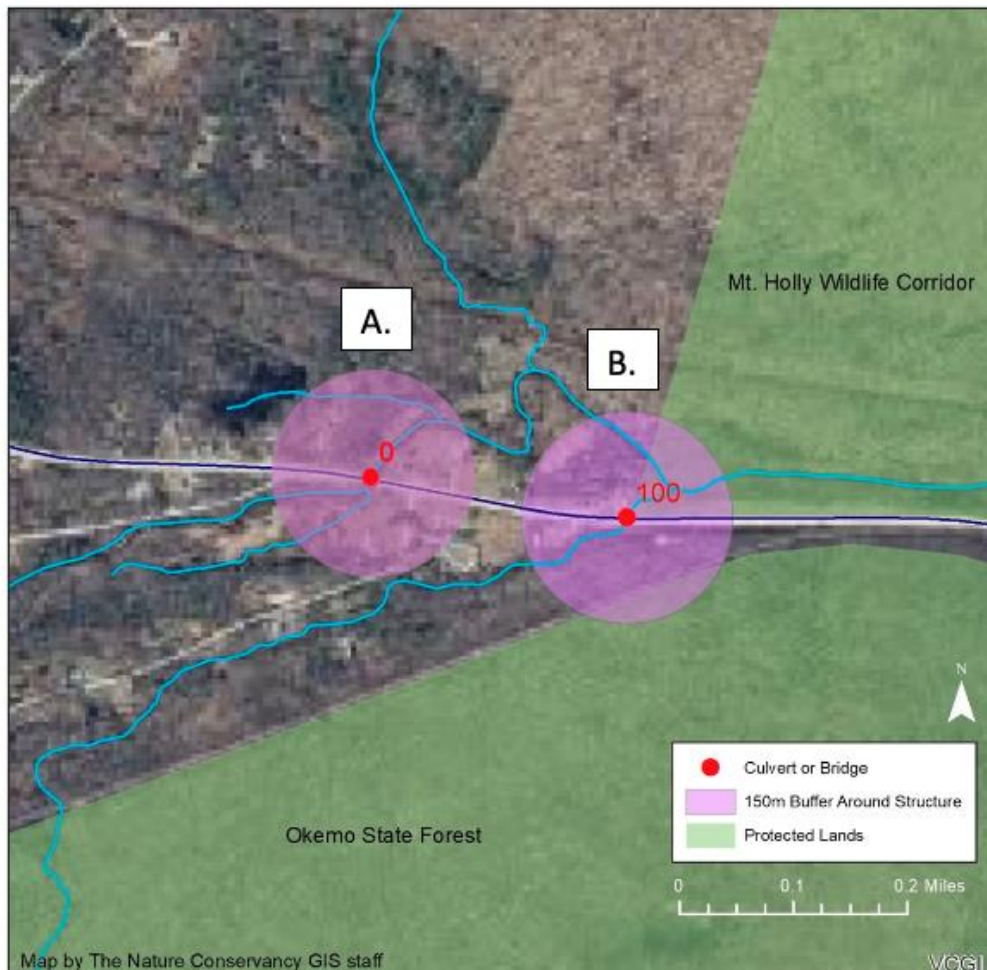 A.
B.
Mt. Holly Wildlife Corridor
0
100
N
Culvert or Bridge
150m Buffer Around Structure
Protected Lands
Okemo State Forest
0 0.1 0.2 Miles
Map by The Nature Conservancy GIS staff
VCGI